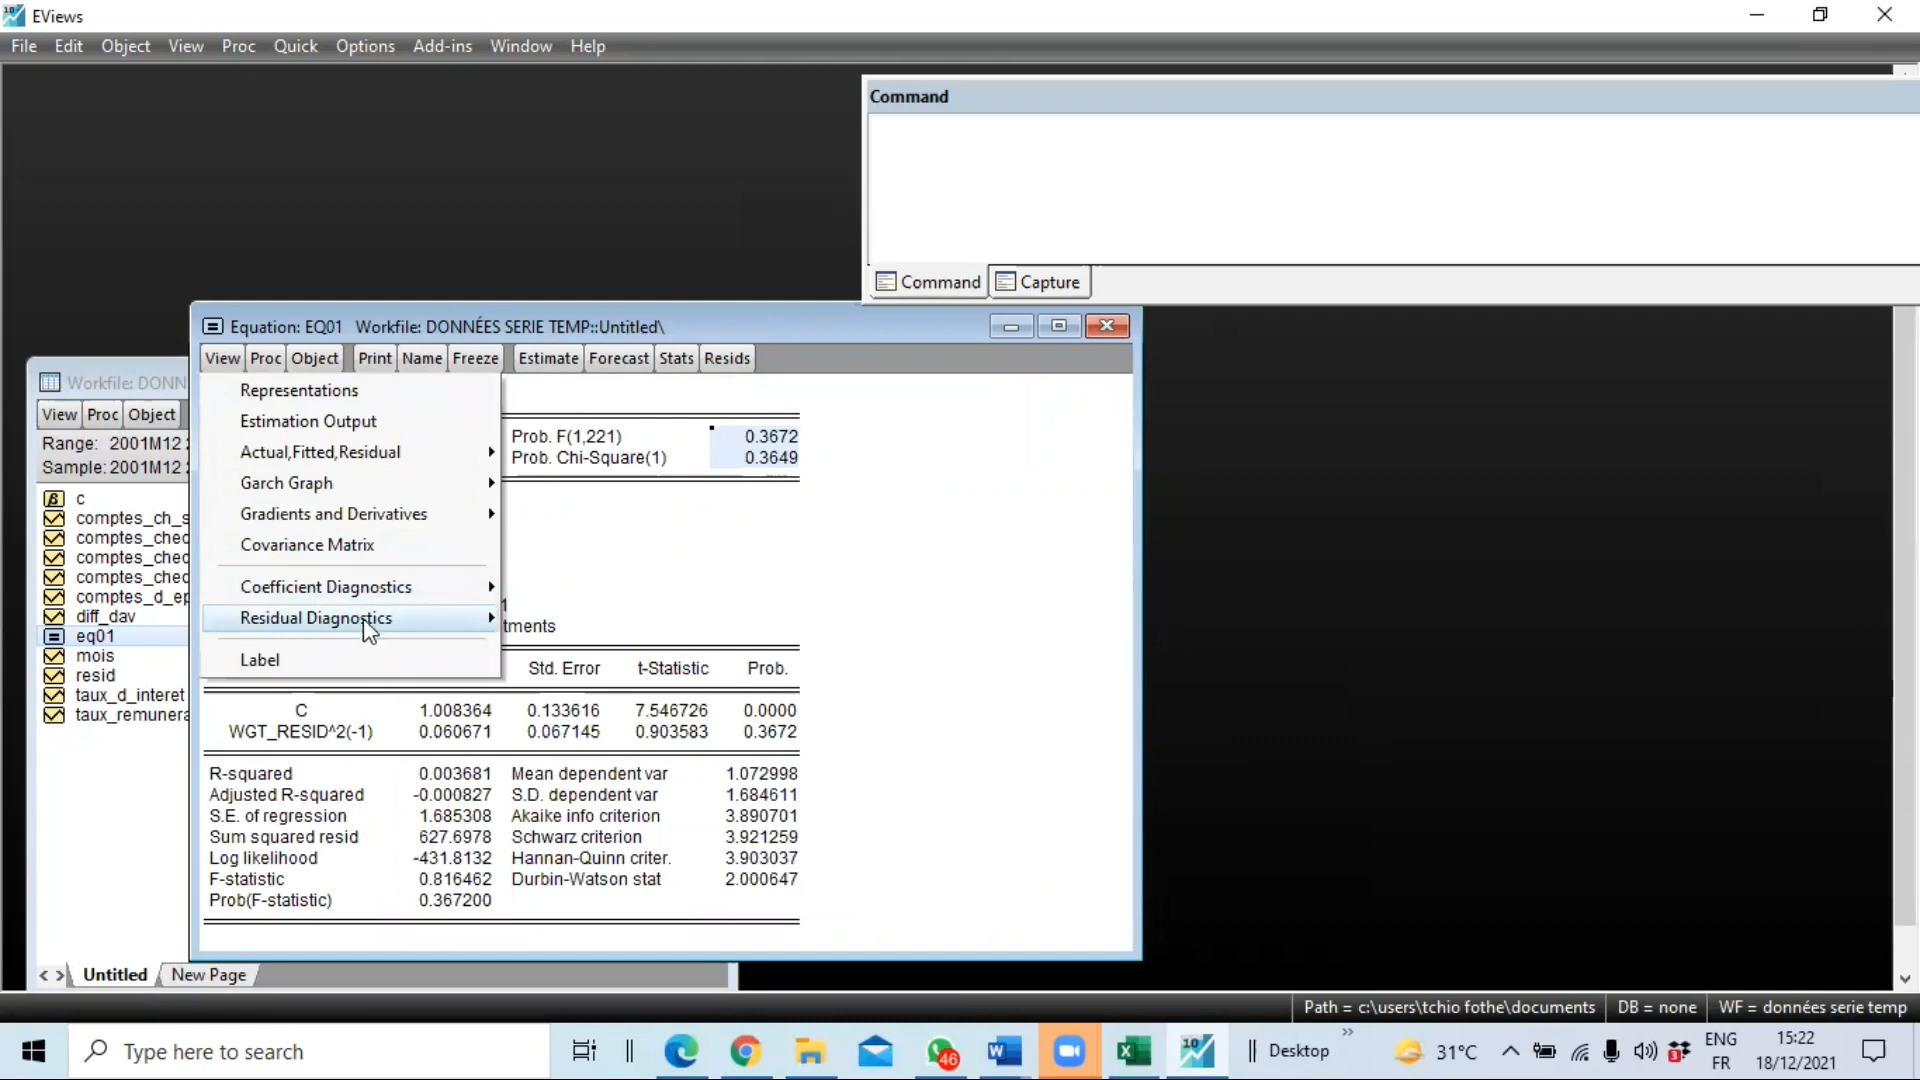 EViews
File Edit Object View Proc Quick Options Add-ins Window Help
Command
Command Capture
Equation: EQ01 Workfile: DONNÉES SERIE TEMP::Untitled\
View Proc Object Print Name Freeze Estimate Forecast Stats Resids
Workfile: DONN
View Proc Object
Range: 2001M12
Sample: 2001M12
c
comptes_ch_s
comptes_chec
comptes_chec
comptes_chec
comptes_d_ep
diff_dav
eq01
mois
resid
taux_d_interet
taux_remunera
Representations
Estimation Output
Actual,Fitted,Residual
Garch Graph
Gradients and Derivatives
Covariance Matrix
Coefficient Diagnostics
Residual Diagnostics
Label
Prob. F(1,221) 0.3672
Prob. Chi-Square(1) 0.3649
tments
Std. Error t-Statistic Prob.
C 1.008364 0.133616 7.546726 0.0000
WGT_RESID^2(-1) 0.060671 0.067145 0.903583 0.3672
R-squared 0.003681 Mean dependent var 1.072998
Adjusted R-squared -0.000827 S.D. dependent var 1.684611
S.E. of regression 1.685308 Akaike info criterion 3.890701
Sum squared resid 627.6978 Schwarz criterion 3.921259
Log likelihood -431.8132 Hannan-Quinn criter. 3.903037
F-statistic 0.816462 Durbin-Watson stat 2.000647
Prob(F-statistic) 0.367200
Untitled New Page
Path = c:\users\tchio fothe\documents DB = none WF = données serie temp
Type here to search
46
10
Desktop
31°C
3
ENG
FR
15:22
18/12/2021